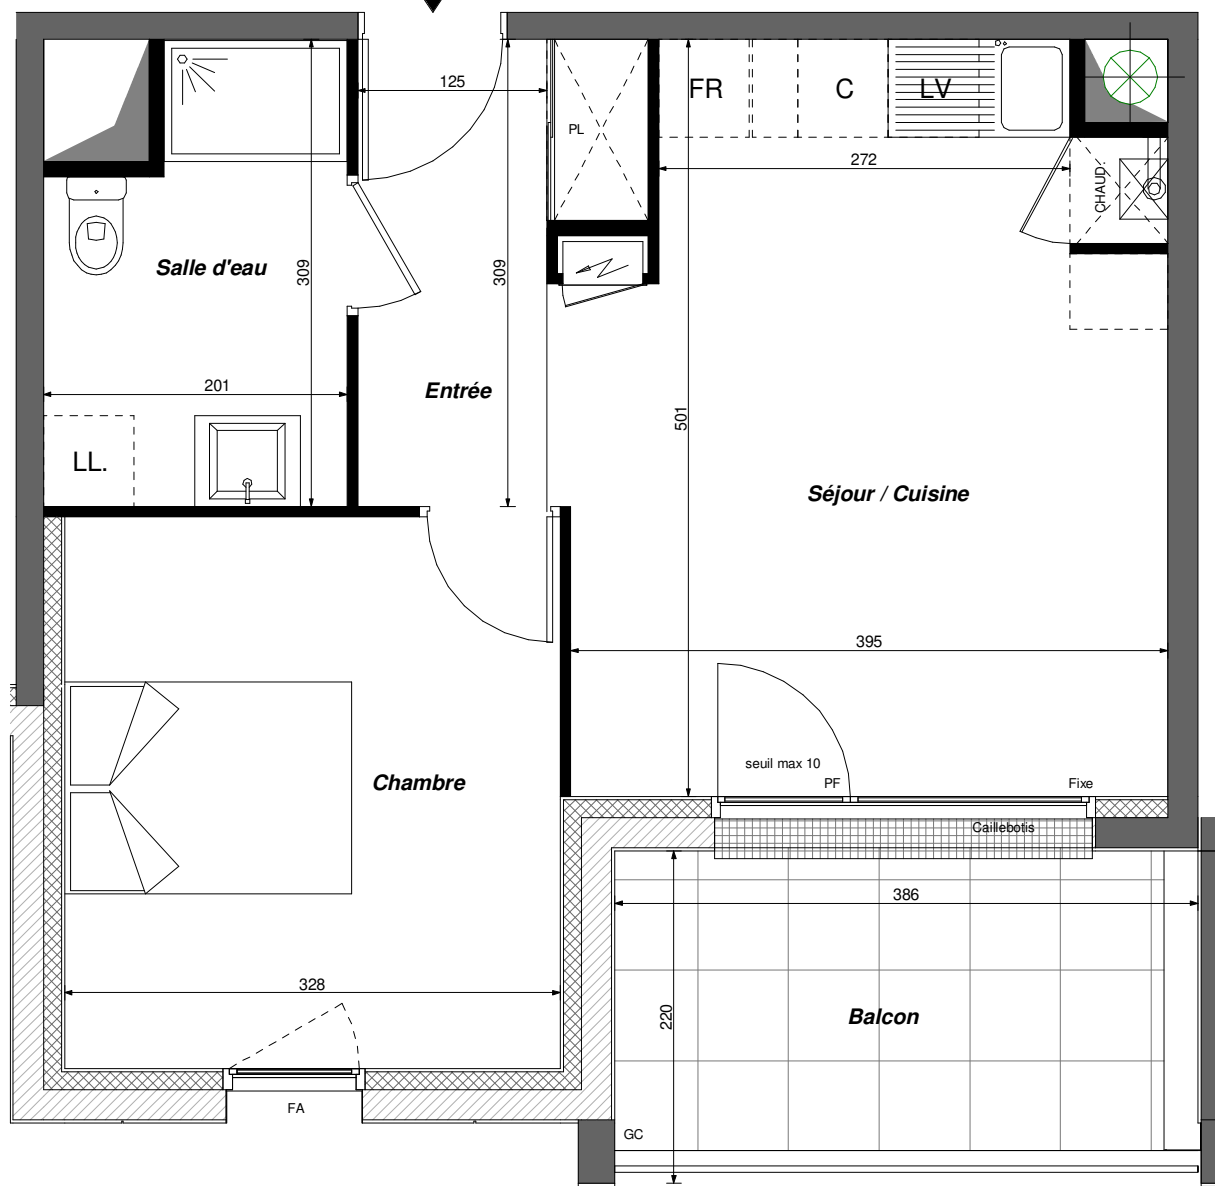 125
FR
C
LV
PL
272
CHAUD.
Salle d'eau
309
309
201
Entrée
501
LL.
Séjour / Cuisine
395
seuil max 10
PF
Fixe
Chambre
Caillebotis
386
328
220
Balcon
FA
GC